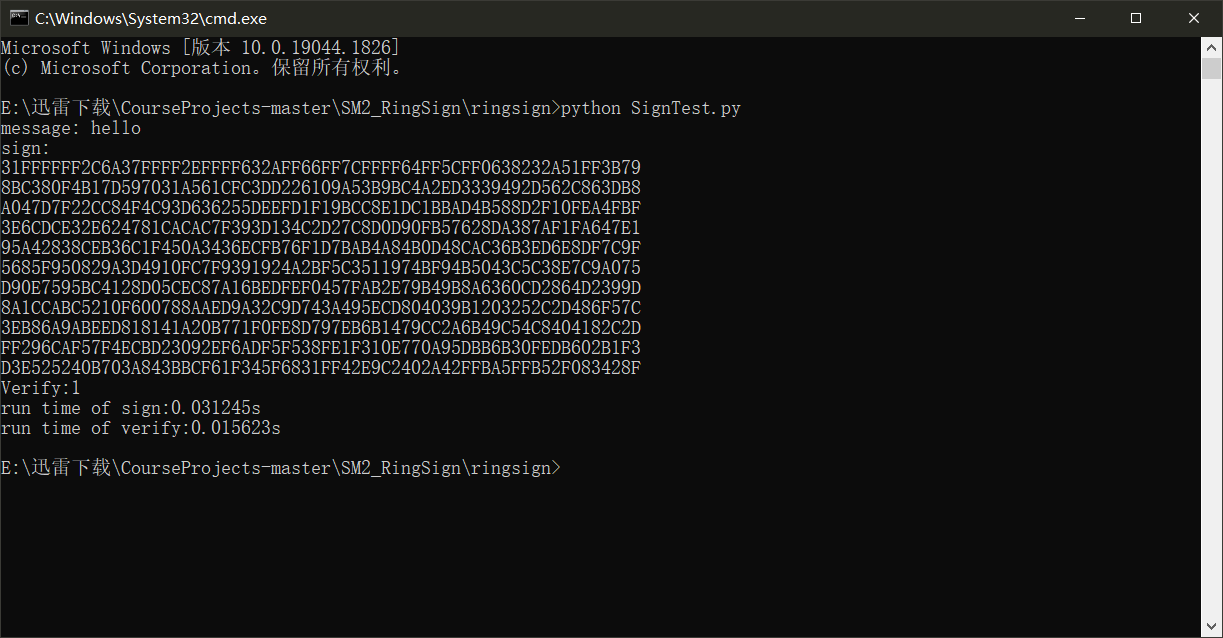 C:\Windows\System32\cmd.exe
Microsoft Windows [版本 10.0.19044.1826]
(c) Microsoft Corporation。保留所有权利。
E:\迅雷下载\CourseProjects-master\SM2_RingSign\ringsign>python SignTest.py
message: hello
sign:
31FFFFFF2C6A37FFFF2EFFFF632AFF66FF7CFFFF64FF5CFF0638232A51FF3B79
8BC380F4B17D597031A561CFC3DD226109A53B9BC4A2ED3339492D562C863DB8
A047D7F22CC84F4C93D636255DEEFD1F19BCC8E1DC1BBAD4B588D2F10FEA4FBF
3E6CDCE32E624781CACAC7F393D134C2D27C8D0D90FB57628DA387AF1FA647E1
95A42838CEB36C1F450A3436ECFB76F1D7BAB4A84B0D48CAC36B3ED6E8DF7C9F
5685F950829A3D4910FC7F9391924A2BF5C3511974BF94B5043C5C38E7C9A075
D90E7595BC4128D05CEC87A16BEDFEF0457FAB2E79B49B8A6360CD2864D2399D
8A1CCABC5210F600788AAED9A32C9D743A495ECD804039B1203252C2D486F57C
3EB86A9ABEED818141A20B771F0FE8D797EB6B1479CC2A6B49C54C8404182C2D
FF296CAF57F4ECBD23092EF6ADF5F538FE1F310E770A95DBB6B30FEDB602B1F3
D3E525240B703A843BBCF61F345F6831FF42E9C2402A42FFBA5FFB52F083428F
Verify:1
run time of sign:0.031245s
run time of verify:0.015623s
E:\迅雷下载\CourseProjects-master\SM2_RingSign\ringsign>